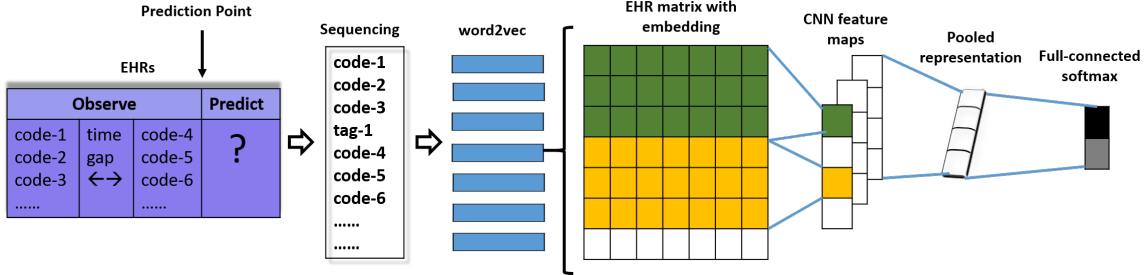 Prediction Point
EHRs
Observe
Predict
code-1
code-2
code-3
......
time
gap
←→
code-4
code-5
code-6
......
?
Sequencing
code-1
code-2
code-3
tag-1
code-4
code-5
code-6
......
......
word2vec
EHR matrix with
embedding
CNN feature
maps
Pooled
representation
Full-connected
softmax